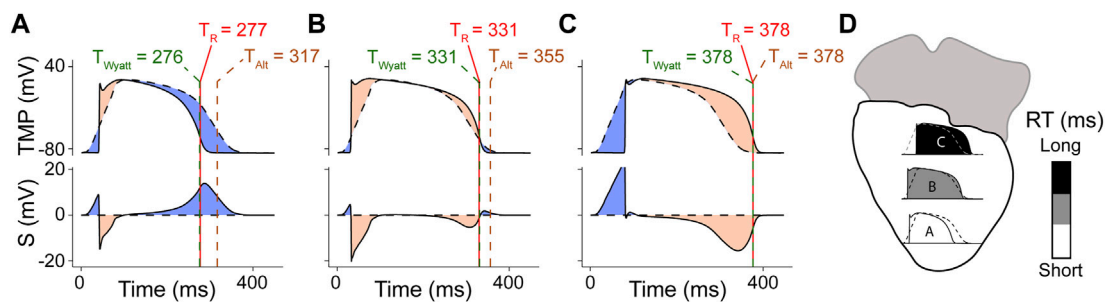 A
T_R = 277
T_Wyatt = 276
T_Alt = 317
TMP (mV)
40
-80
S (mV)
20
0
-20
0
400
Time (ms)
B
T_R = 331
T_Wyatt = 331
T_Alt = 355
0
400
Time (ms)
C
T_R = 378
T_Wyatt = 378
T_Alt = 378
0
400
Time (ms)
D
C
B
A
RT (ms)
Long
Short